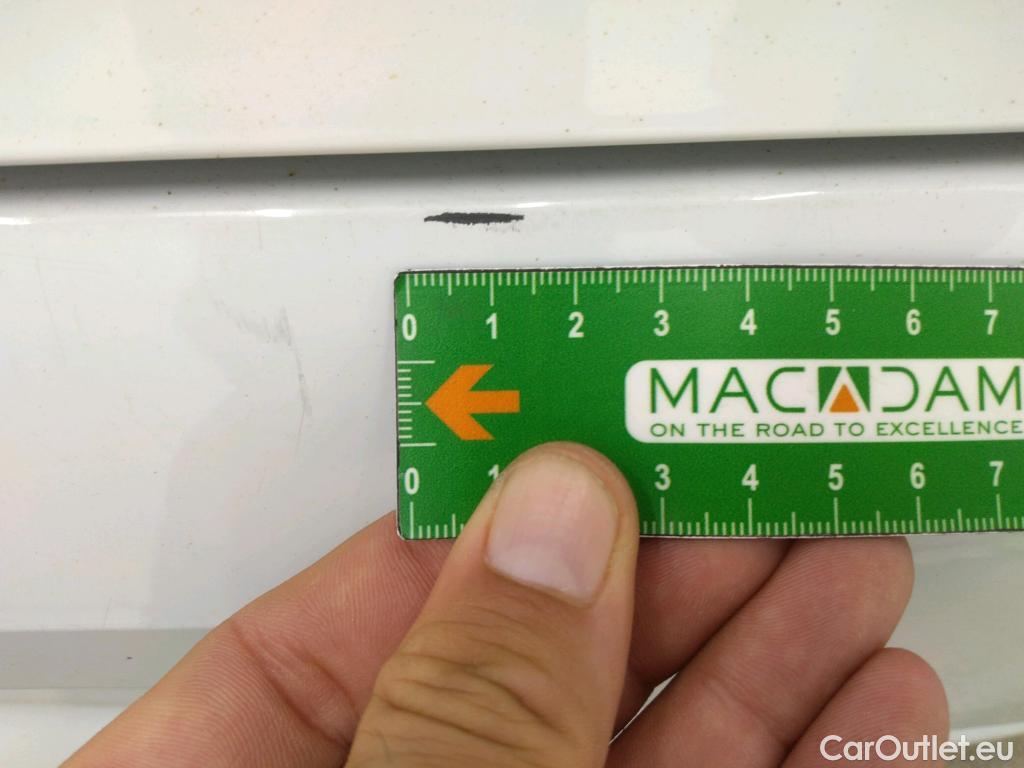 0 1 2 3 4 5 6 7
MACADAM
ON THE ROAD TO EXCELLENCE
0 1 3 4 5 6 7
CarOutlet.eu